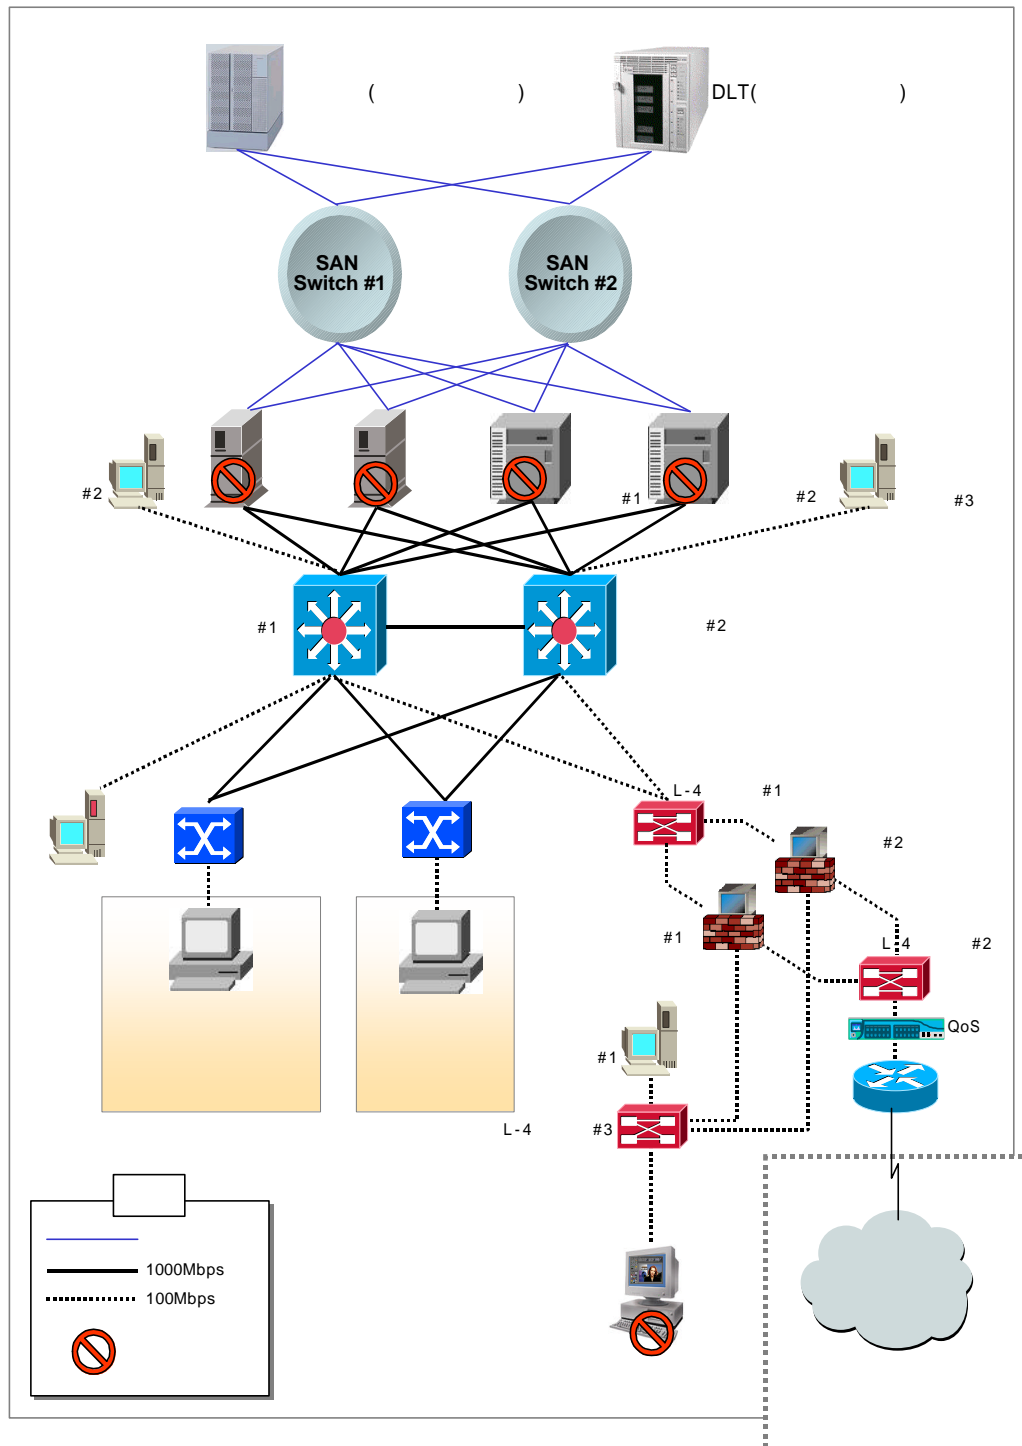 ( )
DLT( )
SAN
Switch #1
SAN
Switch #2
#2
#1
#2
#3
#1
#2
L-4
#1
#2
#1
L-4
#2
QoS
#1
L-4
#3
1000Mbps
100Mbps